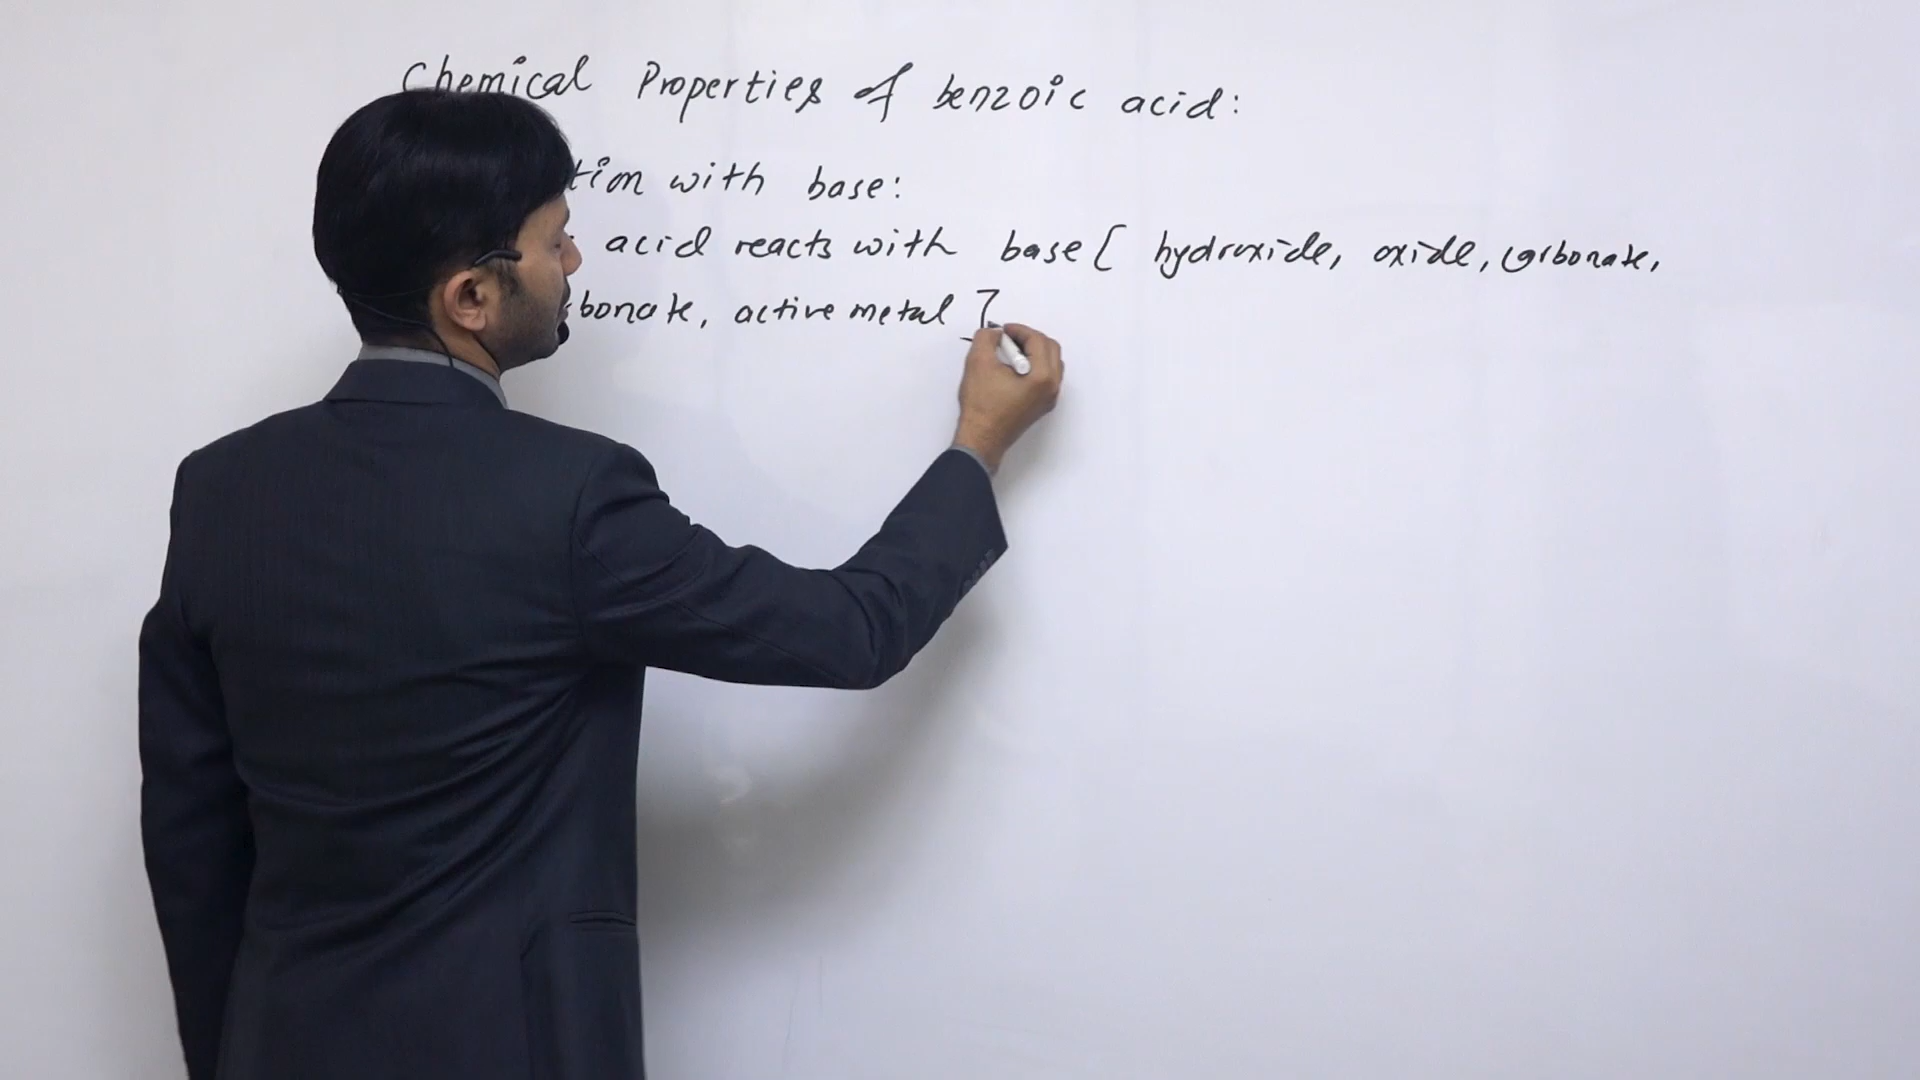 Chemical Properties of benzoic acid:
tion with base:
acid reacts with base [ hydroxide, oxide, carbonate,
bonate, active metal ]